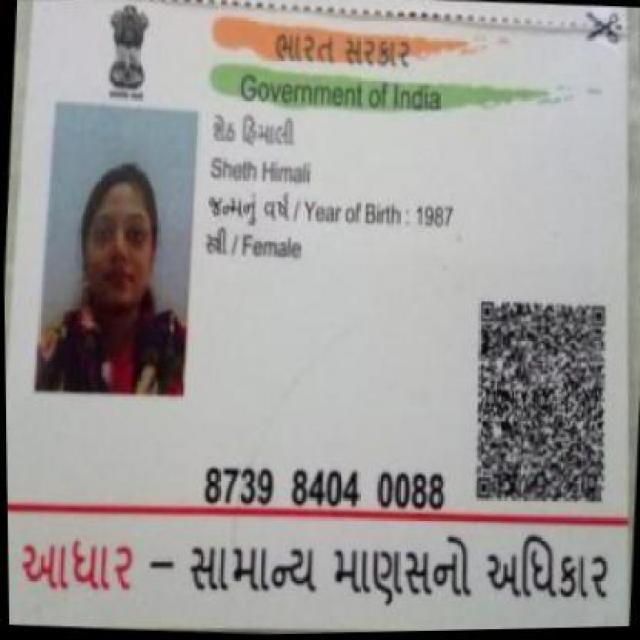 ભારત સરકાર
Government of India
શેઠ હિમાલી
Sheth Himali
જન્મનું વર્ષ / Year of Birth : 1987
સ્ત્રી / Female
8739 8404 0088
આધાર – સામાન્ય માણસનો અધિકાર